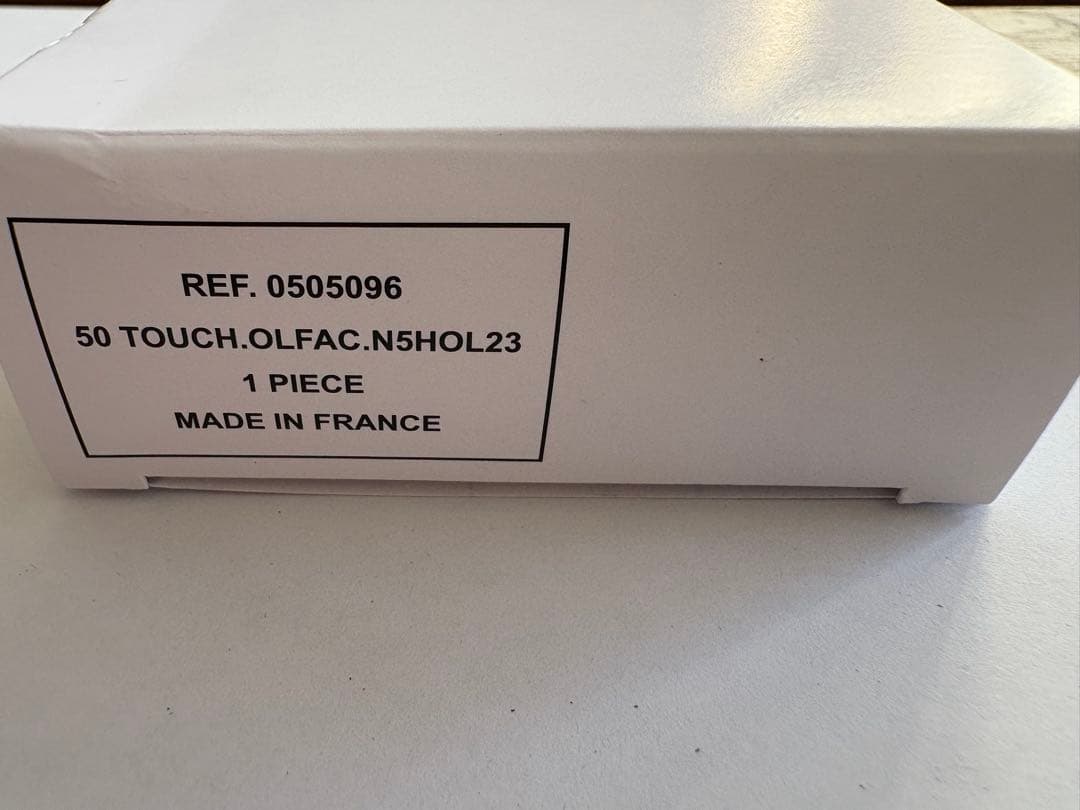 REF. 0505096
50 TOUCH.OLFAC.N5HOL23
1 PIECE
MADE IN FRANCE